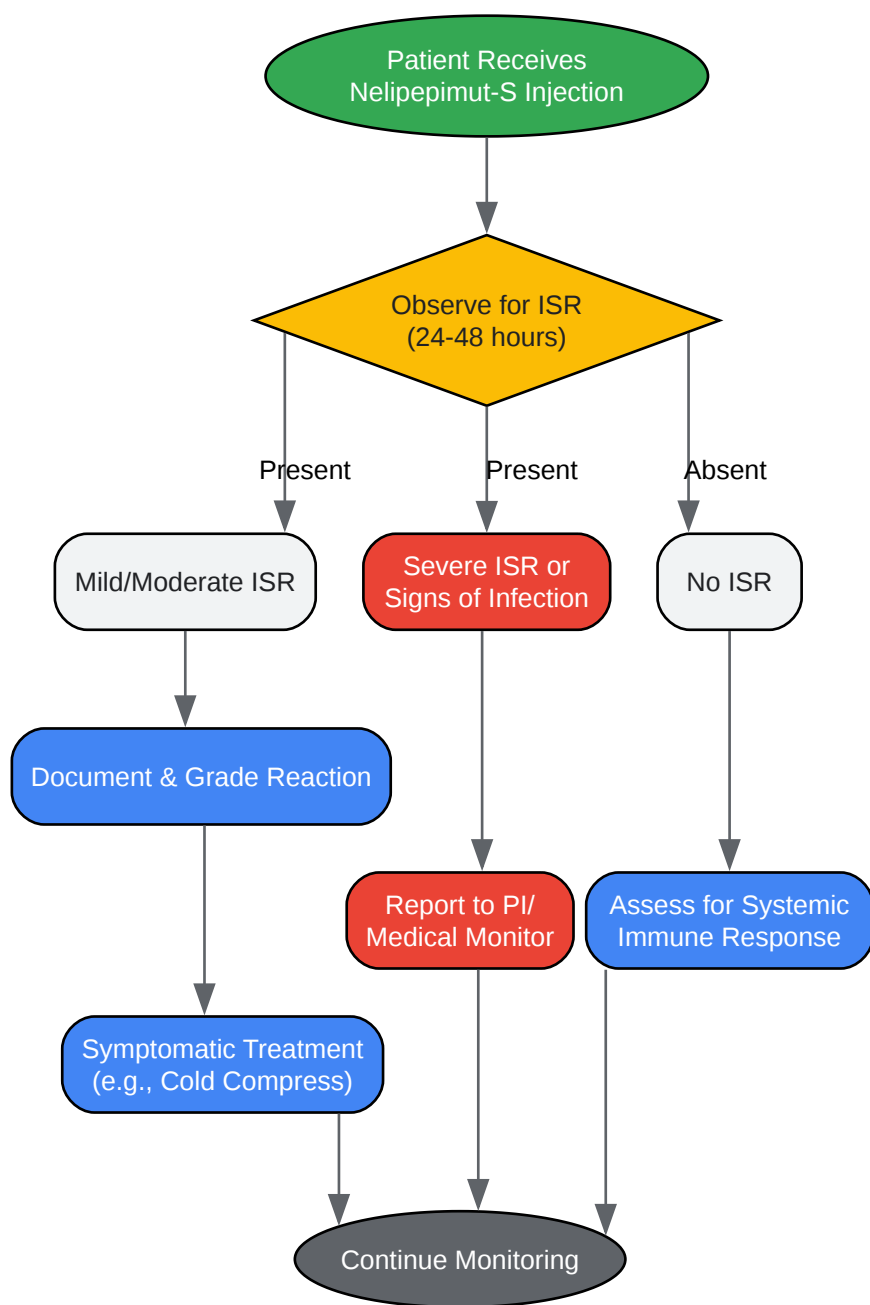 Patient Receives
Nelipepimut-S Injection
Observe for ISR
(24-48 hours)
Present
Present
Absent
Mild/Moderate ISR
Severe ISR or
Signs of Infection
No ISR
Document & Grade Reaction
Report to PI/
Medical Monitor
Assess for Systemic
Immune Response
Symptomatic Treatment
(e.g., Cold Compress)
Continue Monitoring